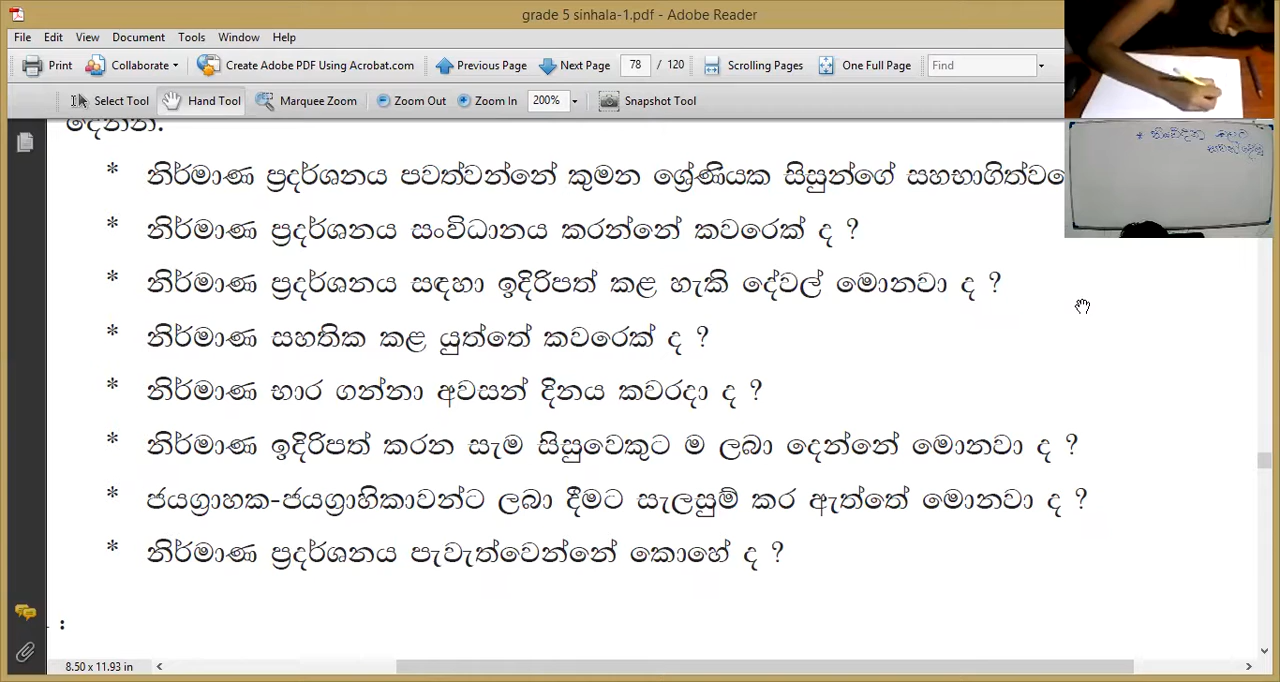 grade 5 sinhala-1.pdf - Adobe Reader
File Edit View Document Tools Window Help
Print Collaborate Create Adobe PDF Using Acrobat.com Previous Page Next Page 78 / 120 Scrolling Pages One Full Page Find
Select Tool Hand Tool Marquee Zoom Zoom Out Zoom In 200% Snapshot Tool
දෙන්න.
* නිර්මාණ ප්‍රදර්ශනය පවත්වන්නේ කුමන ශ්‍රේණියක සිසුන්ගේ
* නිර්මාණ ප්‍රදර්ශනය සංවිධානය කරන්නේ කවරෙක් ද ?
* නිර්මාණ ප්‍රදර්ශනය සඳහා ඉදිරිපත් කළ හැකි දේවල් මොනවා ද ?
* නිර්මාණ සහතික කළ යුත්තේ කවරෙක් ද ?
* නිර්මාණ භාර ගන්නා අවසන් දිනය කවරදා ද ?
* නිර්මාණ ඉදිරිපත් කරන සැම සිසුවෙකුට ම ලබා දෙන්නේ මොනවා ද ?
* ජයග්‍රාහක-ජයග්‍රාහිකාවන්ට ලබා දීමට සැලසුම් කර ඇත්තේ මොනවා ද ?
* නිර්මාණ ප්‍රදර්ශනය පැවැත්වෙන්නේ කොහේ ද ?
:
8.50 x 11.93 in